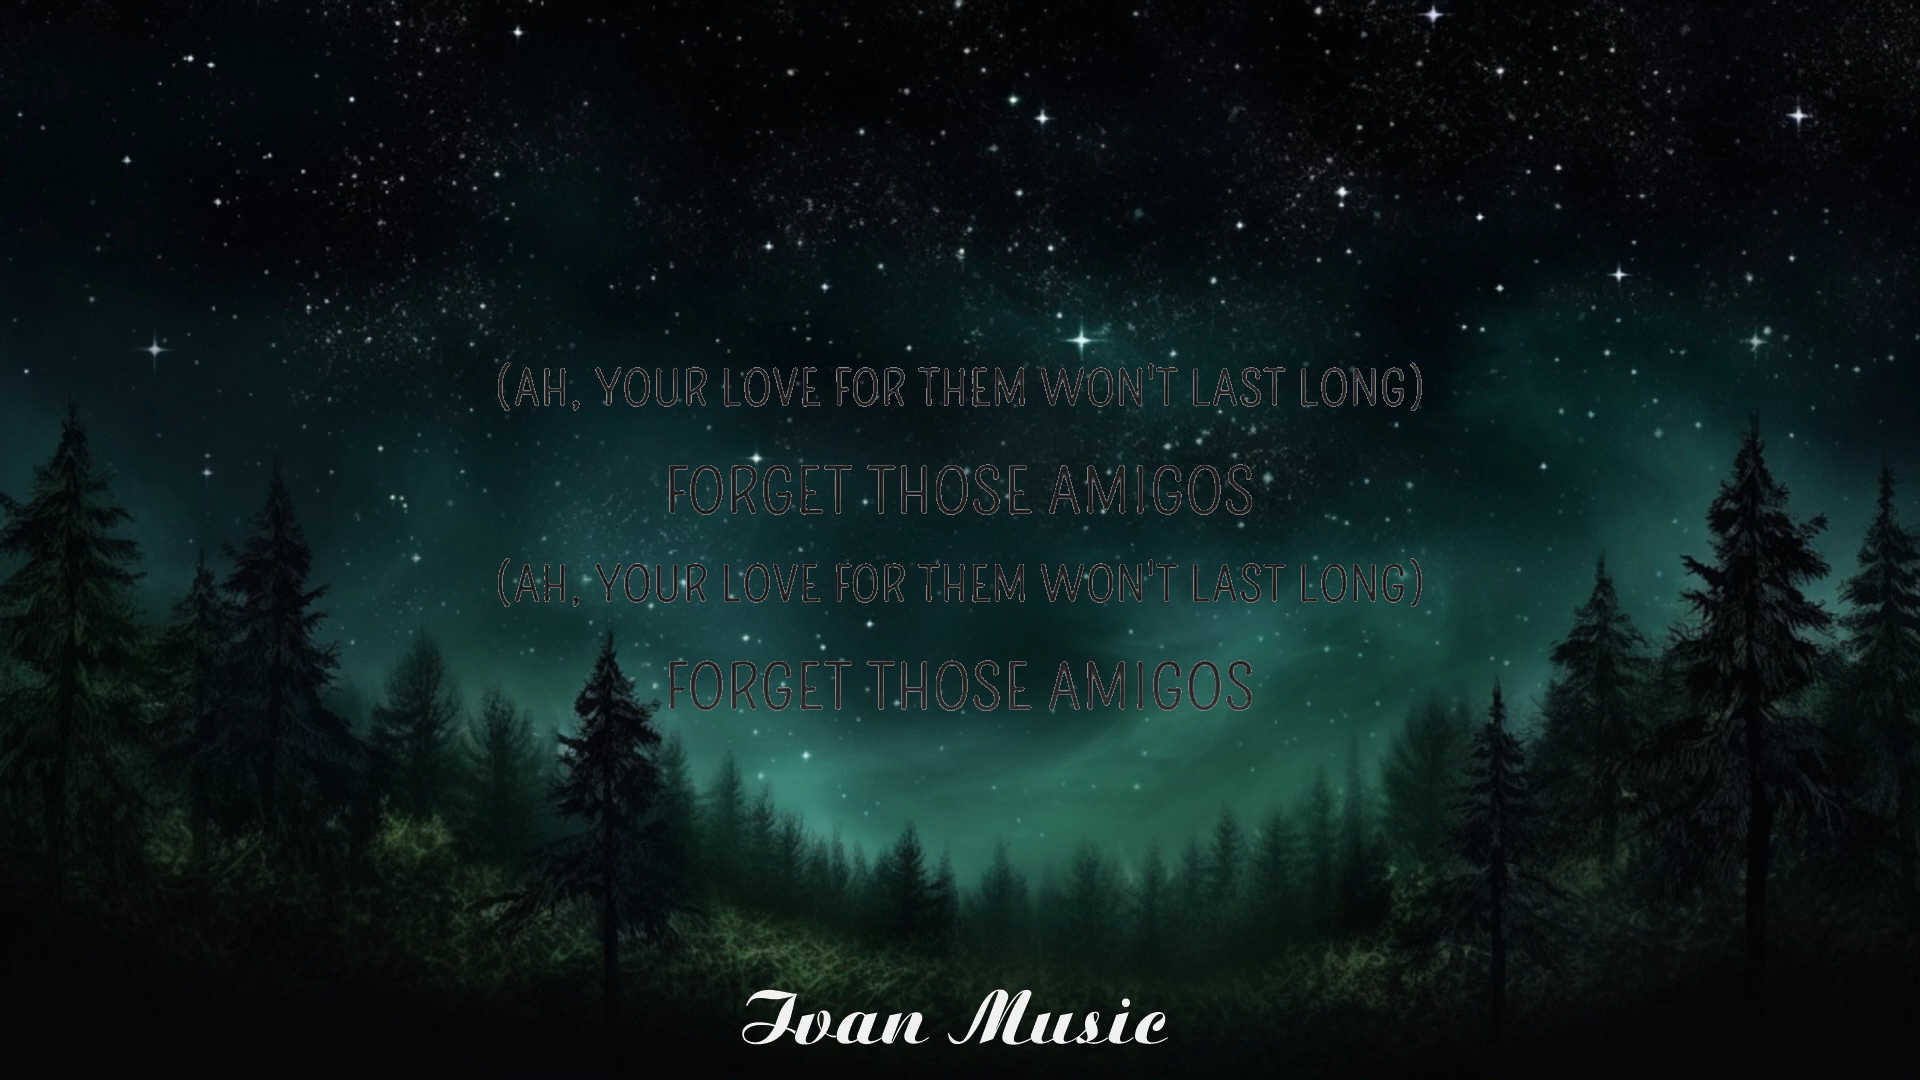 (AH, YOUR LOVE FOR THEM WON'T LAST LONG)
FORGET THOSE AMIGOS
(AH, YOUR LOVE FOR THEM WON'T LAST LONG)
FORGET THOSE AMIGOS
Ivan Music